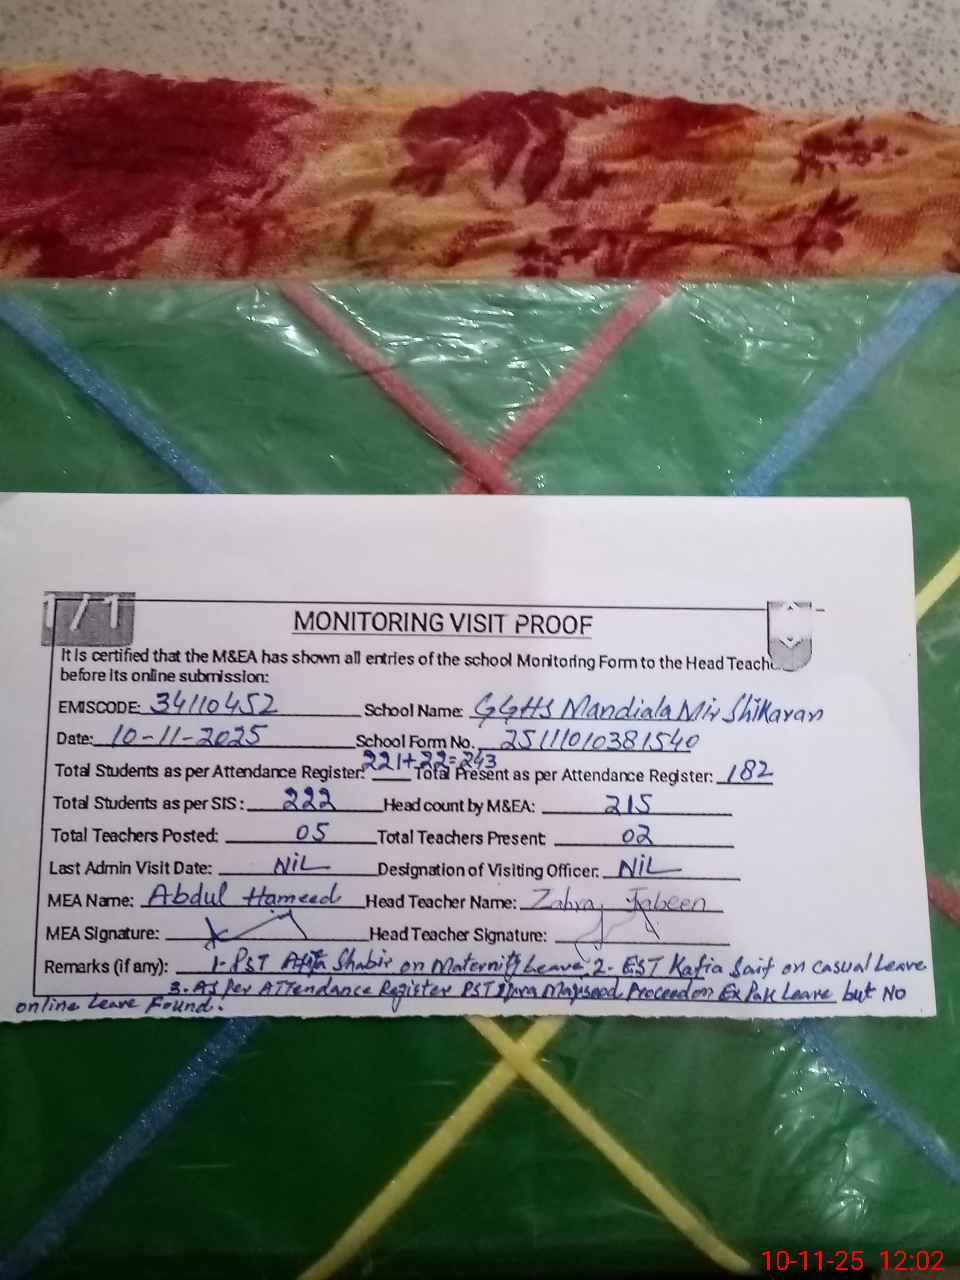 1 / 1
MONITORING VISIT PROOF
It is certified that the M&EA has shown all entries of the school Monitoring Form to the Head Teache
before its online submission:
EMISCODE: 34110452 School Name: GGHS Mandiala Mir Shikaran
Date: 10-11-2025 School Form No. 25111010381540
Total Students as per Attendance Register: 221+22=243 Total Present as per Attendance Register: 182
Total Students as per SIS: 222 Head count by M&EA: 215
Total Teachers Posted: 05 Total Teachers Present: 02
Last Admin Visit Date: NiL Designation of Visiting Officer: NiL
MEA Name: Abdul Hameed Head Teacher Name: Zahra Jabeen
MEA Signature: Head Teacher Signature:
Remarks (if any): 1- PST Shabir on Maternity Leave, 2- EST Kafia Saif on Casual Leave
3. As Per ATTendance Register PST Proceed on Ex Pak Leave but No
online Leave Found.
10-11-25 12:02